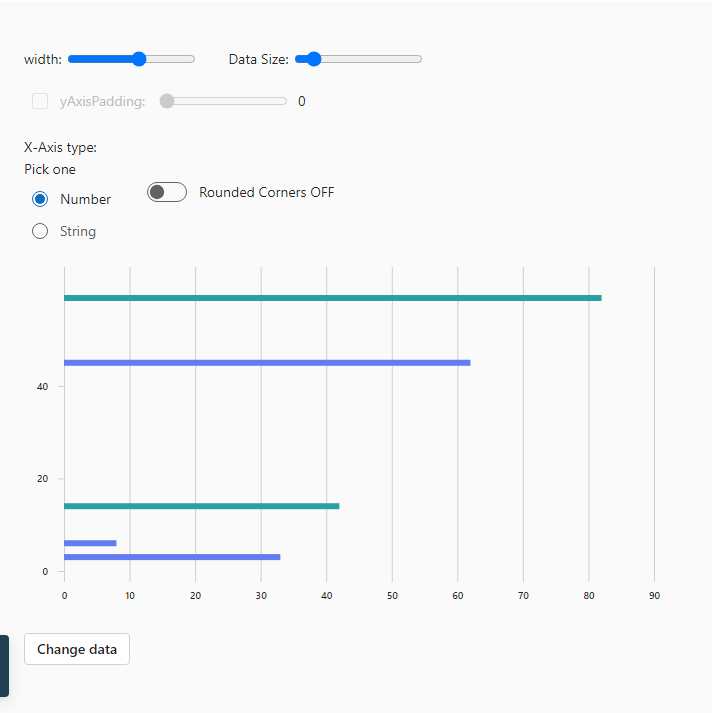 width: Data Size:
yAxisPadding: 0
X-Axis type:
Pick one
Number Rounded Corners OFF
String
40
20
0
0 10 20 30 40 50 60 70 80 90
Change data